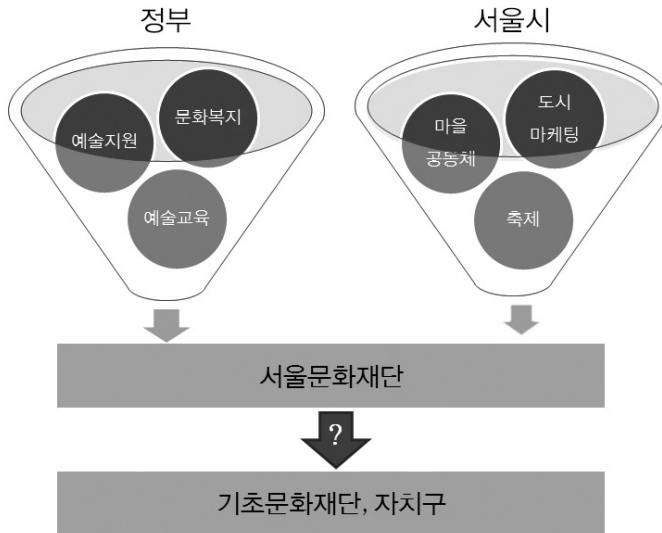 정부
서울시
예술지원
문화복지
예술교육
마을
공동체
도시
마케팅
축제
서울문화재단
?
기초문화재단, 자치구